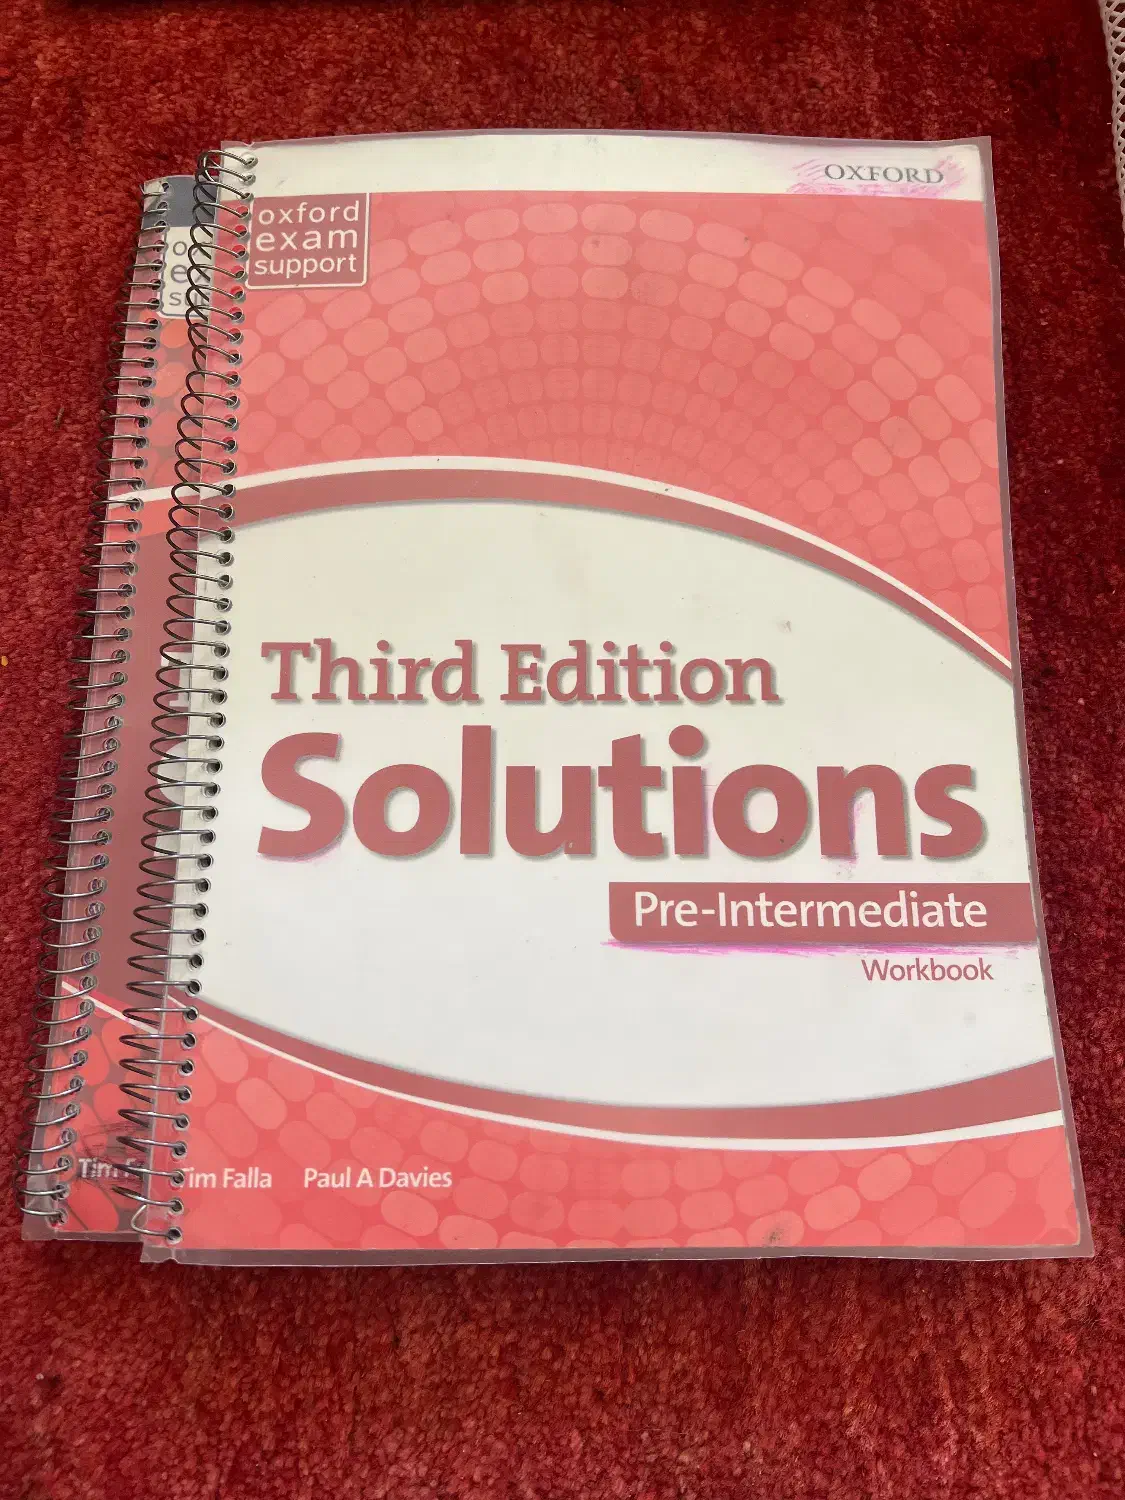 OXFORD
oxford
exam
support
Third Edition
Solutions
Pre-Intermediate
Workbook
Tim Falla Paul A Davies